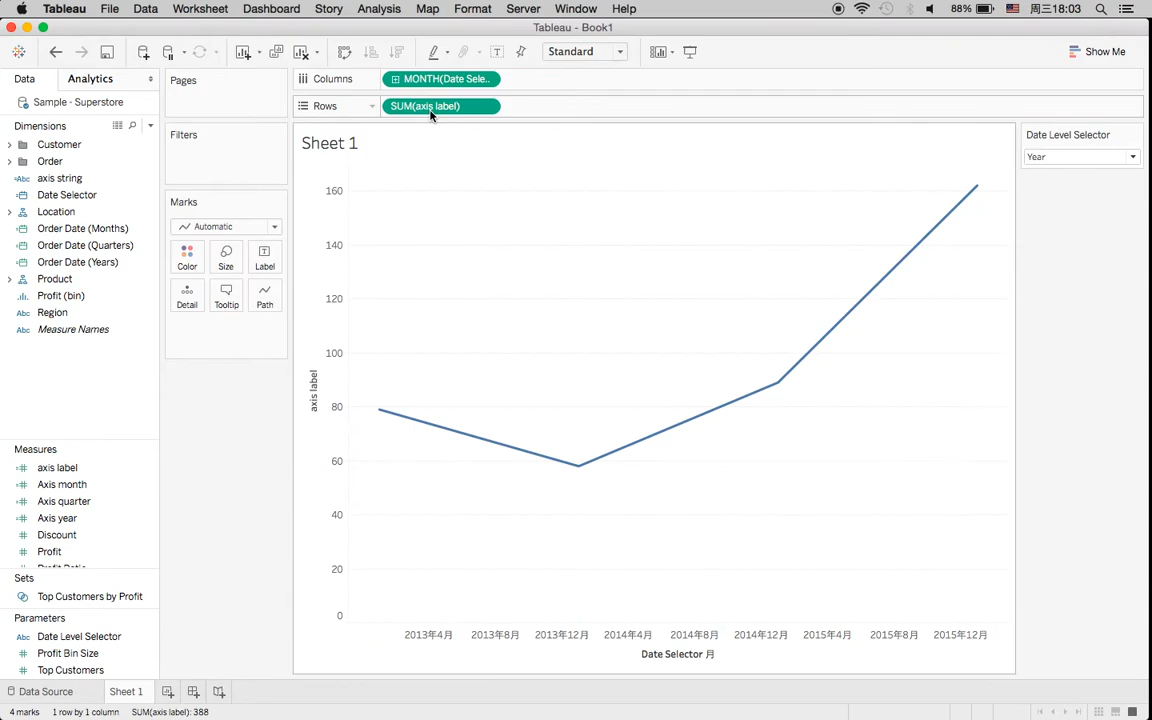 Tableau File Data Worksheet Dashboard Story Analysis Map Format Server Window Help 88% 周三18:03
Tableau - Book1
Standard Show Me
Data Analytics
Sample - Superstore
Dimensions
Customer
Order
Abc axis string
Date Selector
Location
Order Date (Months)
Order Date (Quarters)
Order Date (Years)
Product
Profit (bin)
Abc Region
Abc Measure Names
Measures
axis label
Axis month
Axis quarter
Axis year
Discount
Profit
Profit Ratio
Sets
Top Customers by Profit
Parameters
Abc Date Level Selector
Profit Bin Size
Top Customers
Pages
Filters
Marks
Automatic
Color Size Label
Detail Tooltip Path
Columns MONTH(Date Sele..
Rows SUM(axis label)
Sheet 1
160
140
120
100
80
60
40
20
0
axis label
2013年4月 2013年8月 2013年12月 2014年4月 2014年8月 2014年12月 2015年4月 2015年8月 2015年12月
Date Selector 月
Date Level Selector
Year
Data Source Sheet 1
4 marks 1 row by 1 column SUM(axis label): 388